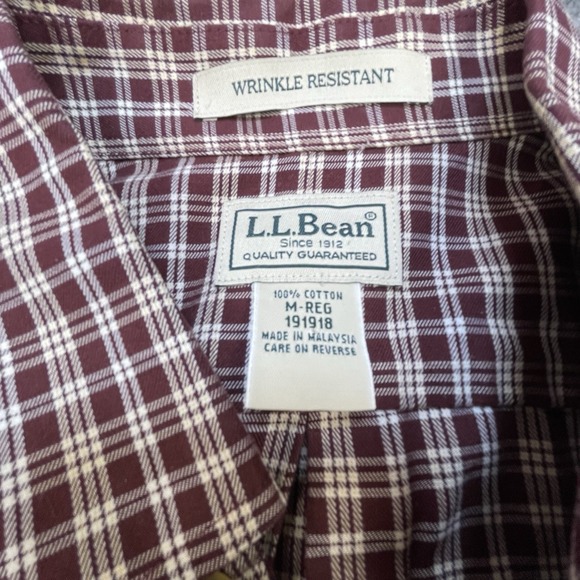 WRINKLE RESISTANT
L.L.Bean®
Since 1912
QUALITY GUARANTEED
100% COTTON
M-REG
191918
MADE IN MALAYSIA
CARE ON REVERSE